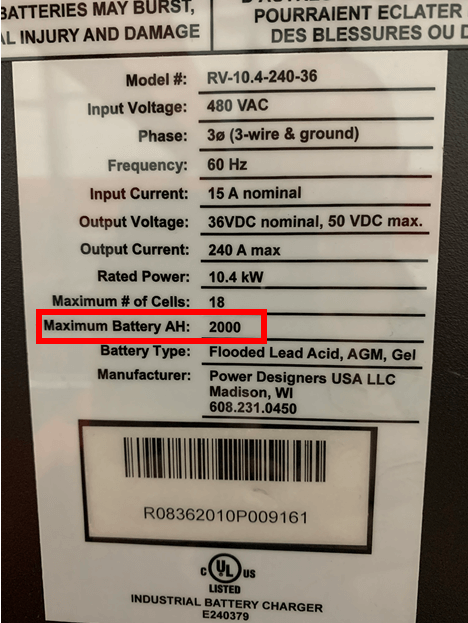 ATTERIES MAY BURST,
AL INJURY AND DAMAGE
POURRAIENT ECLATER
DES BLESSURES OU D
Model #: RV-10.4-240-36
Input Voltage: 480 VAC
Phase: 3ø (3-wire & ground)
Frequency: 60 Hz
Input Current: 15 A nominal
Output Voltage: 36VDC nominal, 50 VDC max.
Output Current: 240 A max
Rated Power: 10.4 kW
Maximum # of Cells: 18
Maximum Battery AH: 2000
Battery Type: Flooded Lead Acid, AGM, Gel
Manufacturer: Power Designers USA LLC
Madison, WI
608.231.0450
R08362010P009161
C UL US
LISTED
INDUSTRIAL BATTERY CHARGER
E240379